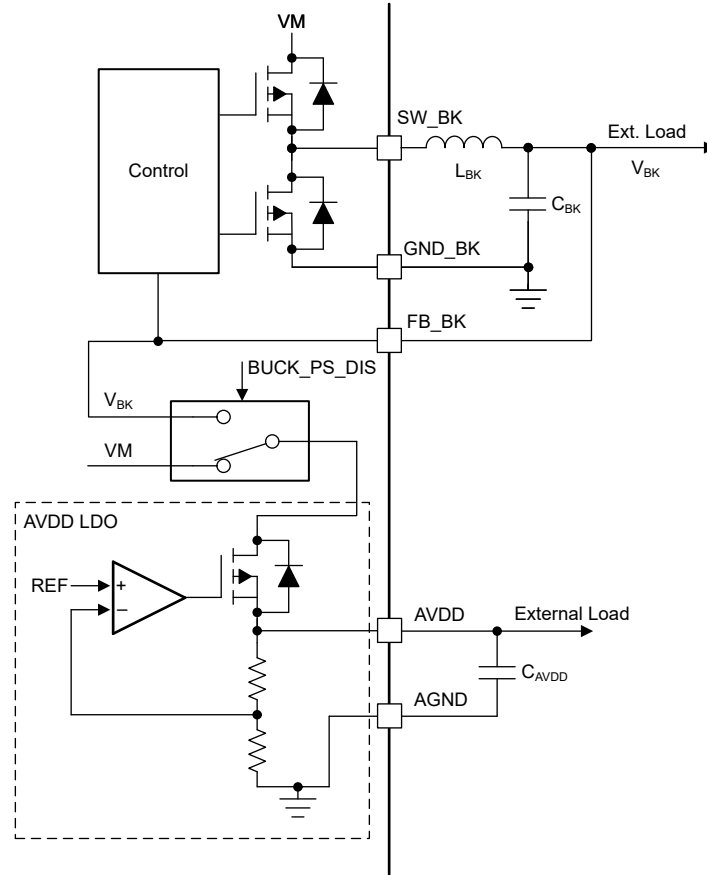 VM
SW_BK
Ext. Load
Control
L_BK
V_BK
C_BK
GND_BK
FB_BK
BUCK_PS_DIS
V_BK
VM
AVDD LDO
REF
+
−
AVDD
External Load
C_AVDD
AGND